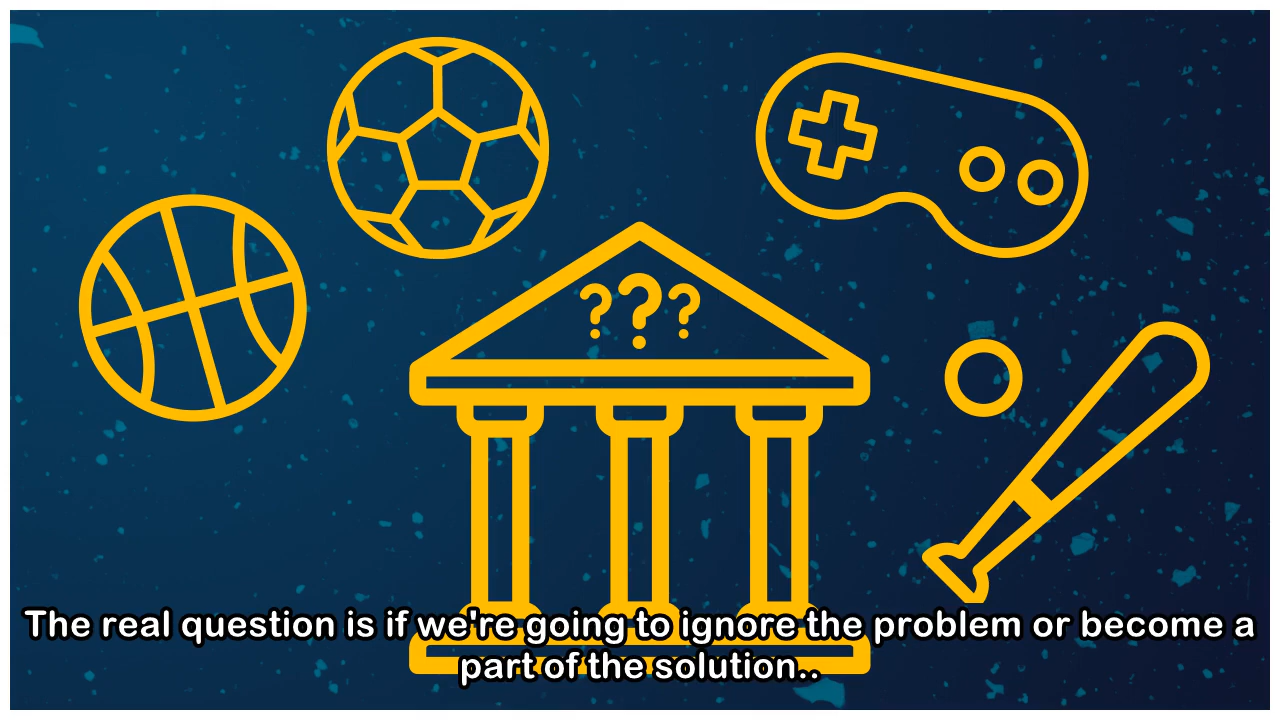 ???
The real question is if we're going to ignore the problem or become a
part of the solution..